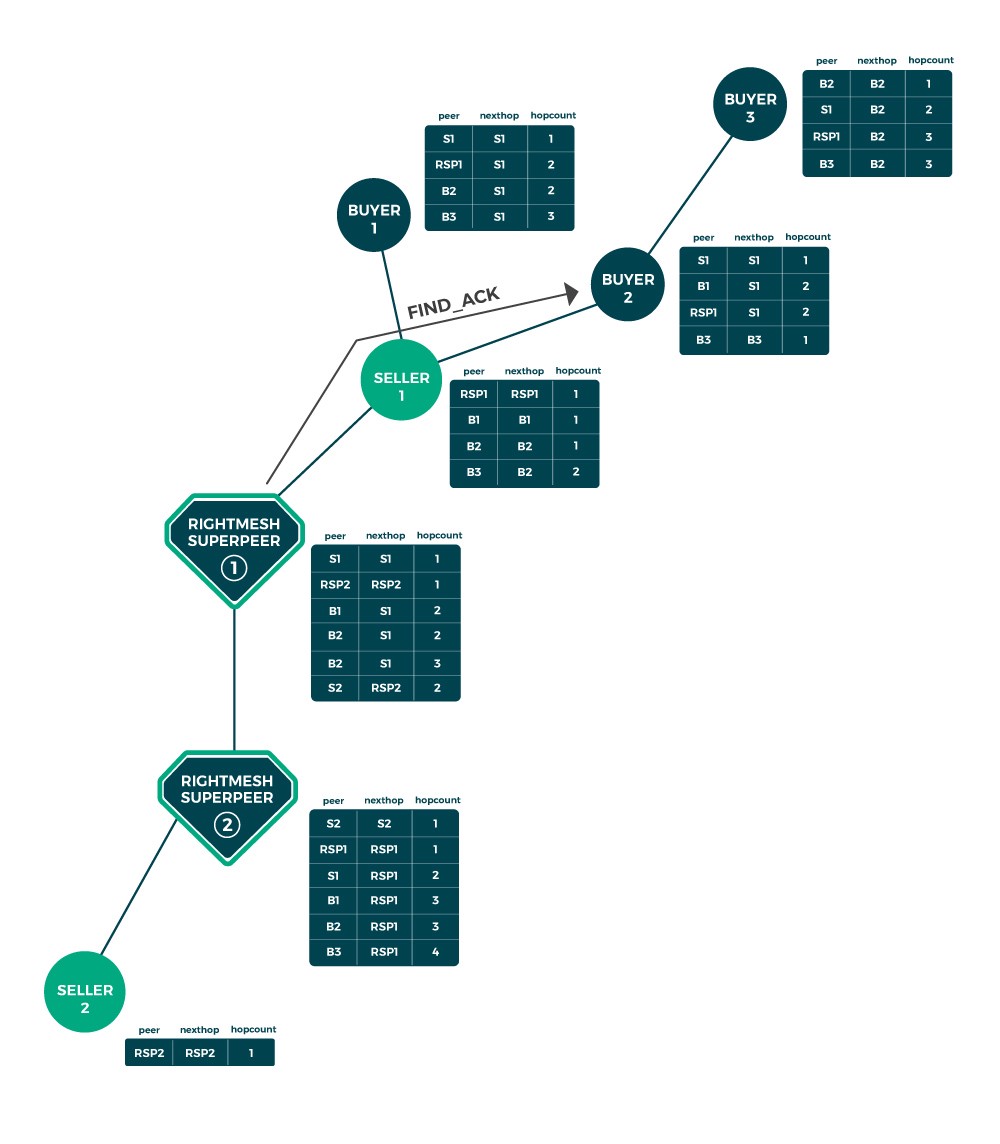 peer nexthop hopcount
B2 B2 1
S1 B2 2
RSP1 B2 3
B3 B2 3
BUYER
3
peer nexthop hopcount
S1 S1 1
RSP1 S1 2
B2 S1 2
B3 S1 3
BUYER
1
peer nexthop hopcount
S1 S1 1
B1 S1 2
RSP1 S1 2
B3 B3 1
BUYER
2
FIND_ACK
SELLER
1
peer nexthop hopcount
RSP1 RSP1 1
B1 B1 1
B2 B2 1
B3 B2 2
RIGHTMESH
SUPERPEER
1
peer nexthop hopcount
S1 S1 1
RSP2 RSP2 1
B1 S1 2
B2 S1 2
B2 S1 3
S2 RSP2 2
RIGHTMESH
SUPERPEER
2
peer nexthop hopcount
S2 S2 1
RSP1 RSP1 1
S1 RSP1 2
B1 RSP1 3
B2 RSP1 3
B3 RSP1 4
SELLER
2
peer nexthop hopcount
RSP2 RSP2 1